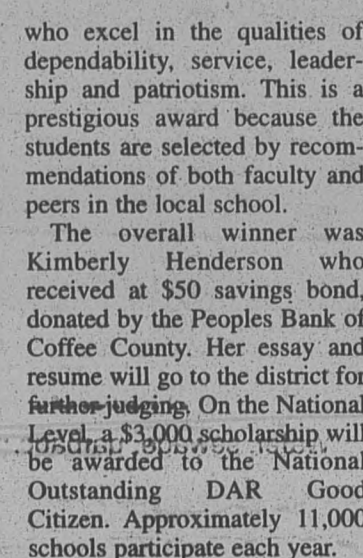 who excel in the qualities of
dependability, service, leader-
ship and patriotism. This is a
prestigious award because the
students are selected by recom-
mendations of both faculty and
peers in the local school.
The overall winner was
Kimberly Henderson who
received at $50 savings bond,
donated by the Peoples Bank of
Coffee County. Her essay and
resume will go to the district for
further judging. On the National
Level, a $3,000 scholarship will
be awarded to the National
Outstanding DAR Good
Citizen. Approximately 11,000
schools participate each year.